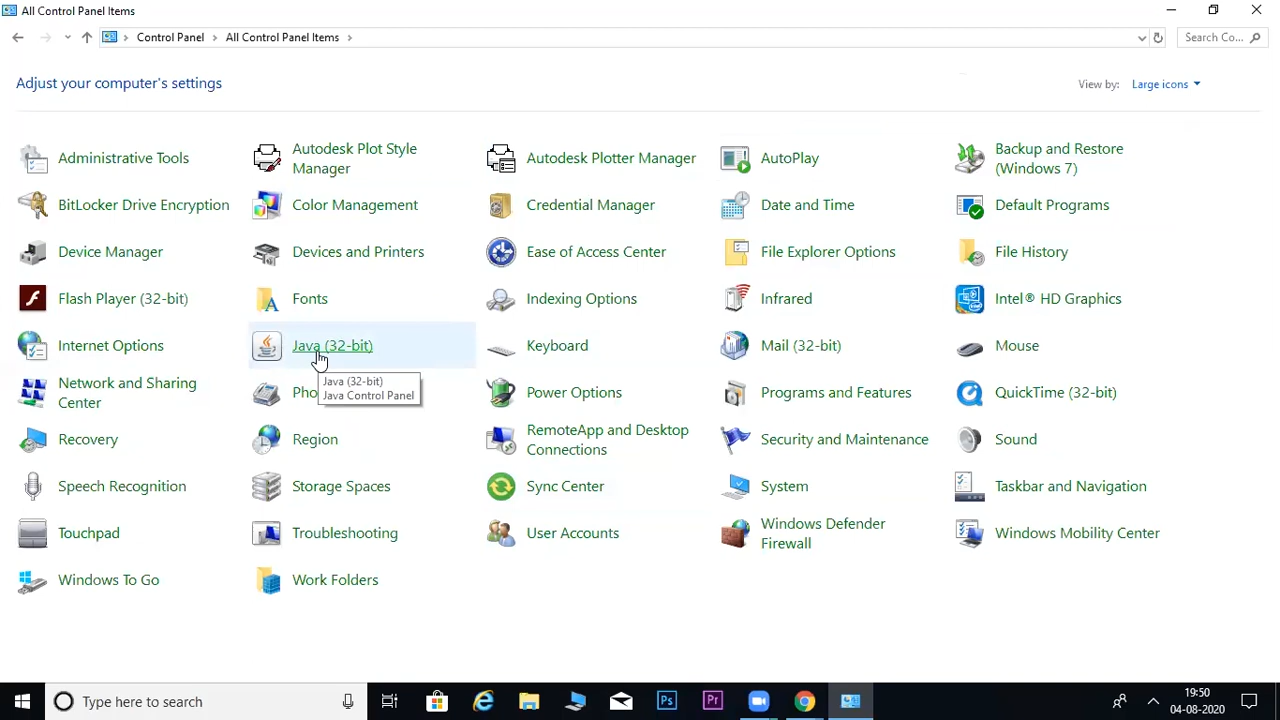 All Control Panel Items
Control Panel
All Control Panel Items
Search Co...
Adjust your computer's settings
View by:
Large icons
Administrative Tools
Autodesk Plot Style
Manager
Autodesk Plotter Manager
AutoPlay
Backup and Restore
(Windows 7)
BitLocker Drive Encryption
Color Management
Credential Manager
Date and Time
Default Programs
Device Manager
Devices and Printers
Ease of Access Center
File Explorer Options
File History
Flash Player (32-bit)
Fonts
Indexing Options
Infrared
Intel® HD Graphics
Internet Options
Java (32-bit)
Keyboard
Mail (32-bit)
Mouse
Java (32-bit)
Java Control Panel
Network and Sharing
Center
Pho
Power Options
Programs and Features
QuickTime (32-bit)
Recovery
Region
RemoteApp and Desktop
Connections
Security and Maintenance
Sound
Speech Recognition
Storage Spaces
Sync Center
System
Taskbar and Navigation
Touchpad
Troubleshooting
User Accounts
Windows Defender
Firewall
Windows Mobility Center
Windows To Go
Work Folders
Type here to search
Ps
Pr
19:50
04-08-2020